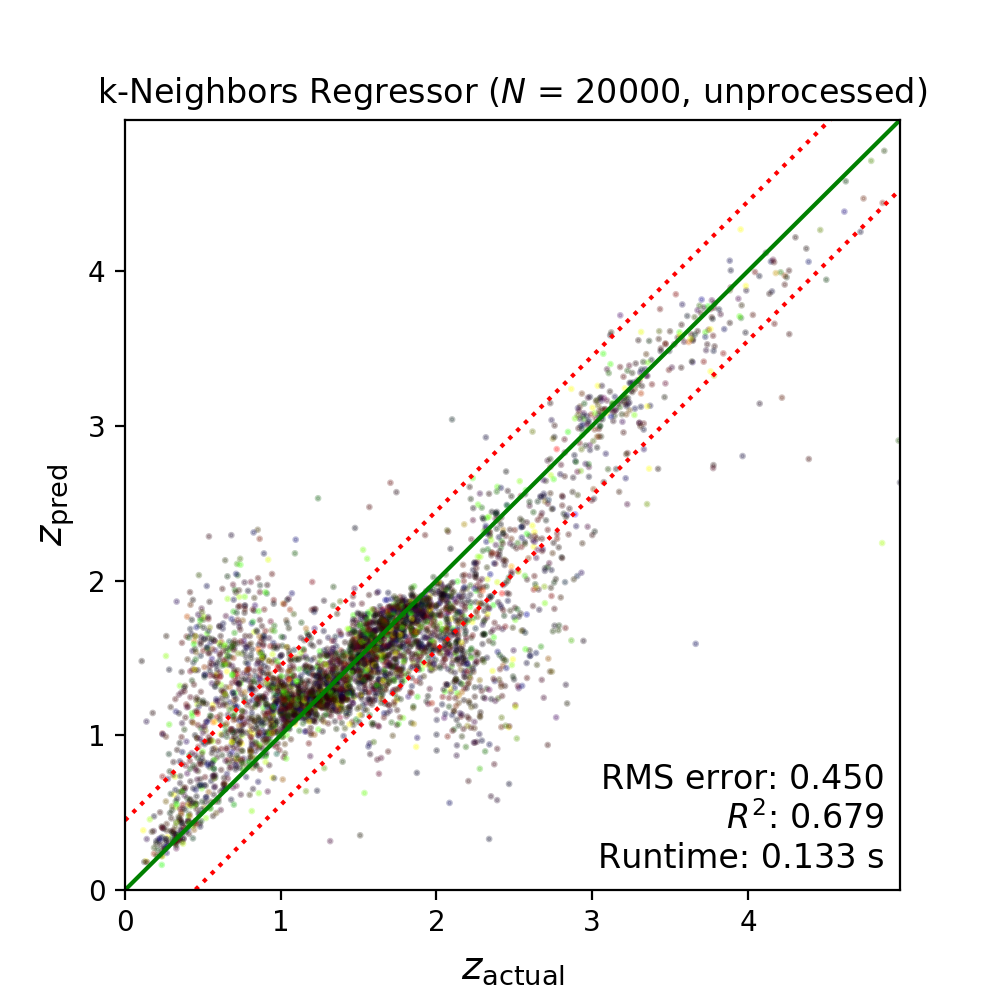 k-Neighbors Regressor (N = 20000, unprocessed)
4
3
2
1
0
z_pred
RMS error: 0.450
R²: 0.679
Runtime: 0.133 s
0 1 2 3 4
z_actual